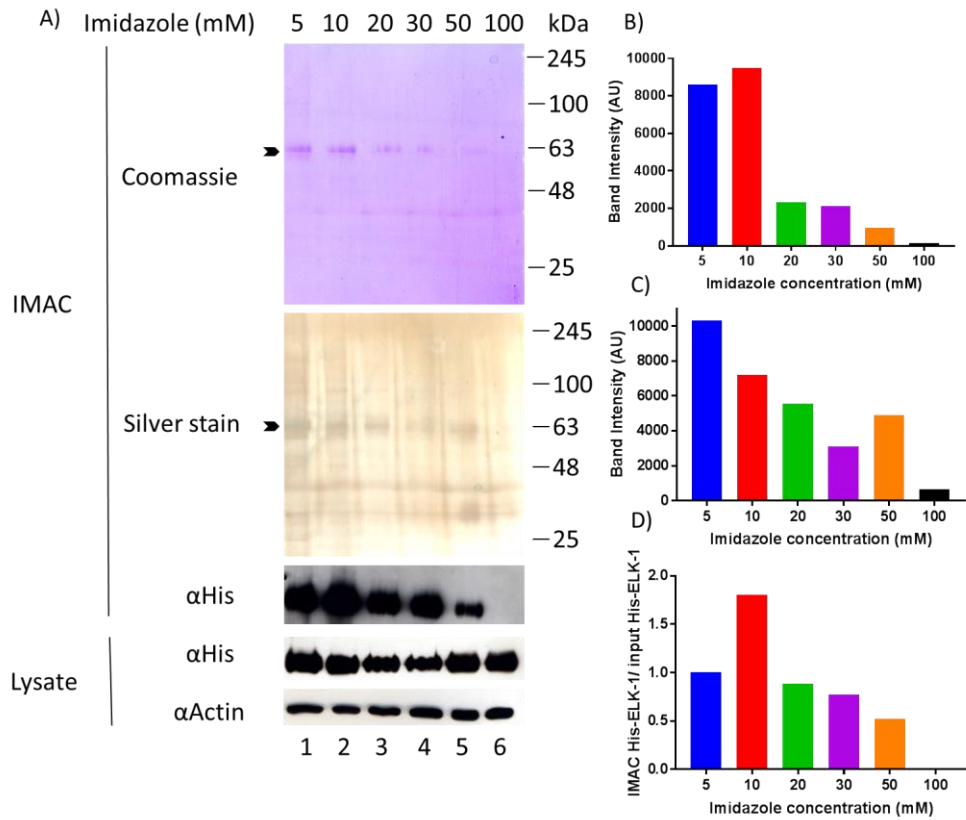 A)
Imidazole (mM) 5 10 20 30 50 100 kDa
245
100
Coomassie
63
48
25
IMAC
245
100
Silver stain
63
48
25
αHis
Lysate
αHis
αActin
1 2 3 4 5 6
B)
Band Intensity (AU)
10000
8000
6000
4000
2000
0
5 10 20 30 50 100
Imidazole concentration (mM)
C)
Band Intensity (AU)
10000
8000
6000
4000
2000
0
5 10 20 30 50 100
Imidazole concentration (mM)
D)
IMAC His-ELK-1/ input His-ELK-1
2.0
1.5
1.0
0.5
0.0
5 10 20 30 50 100
Imidazole concentration (mM)